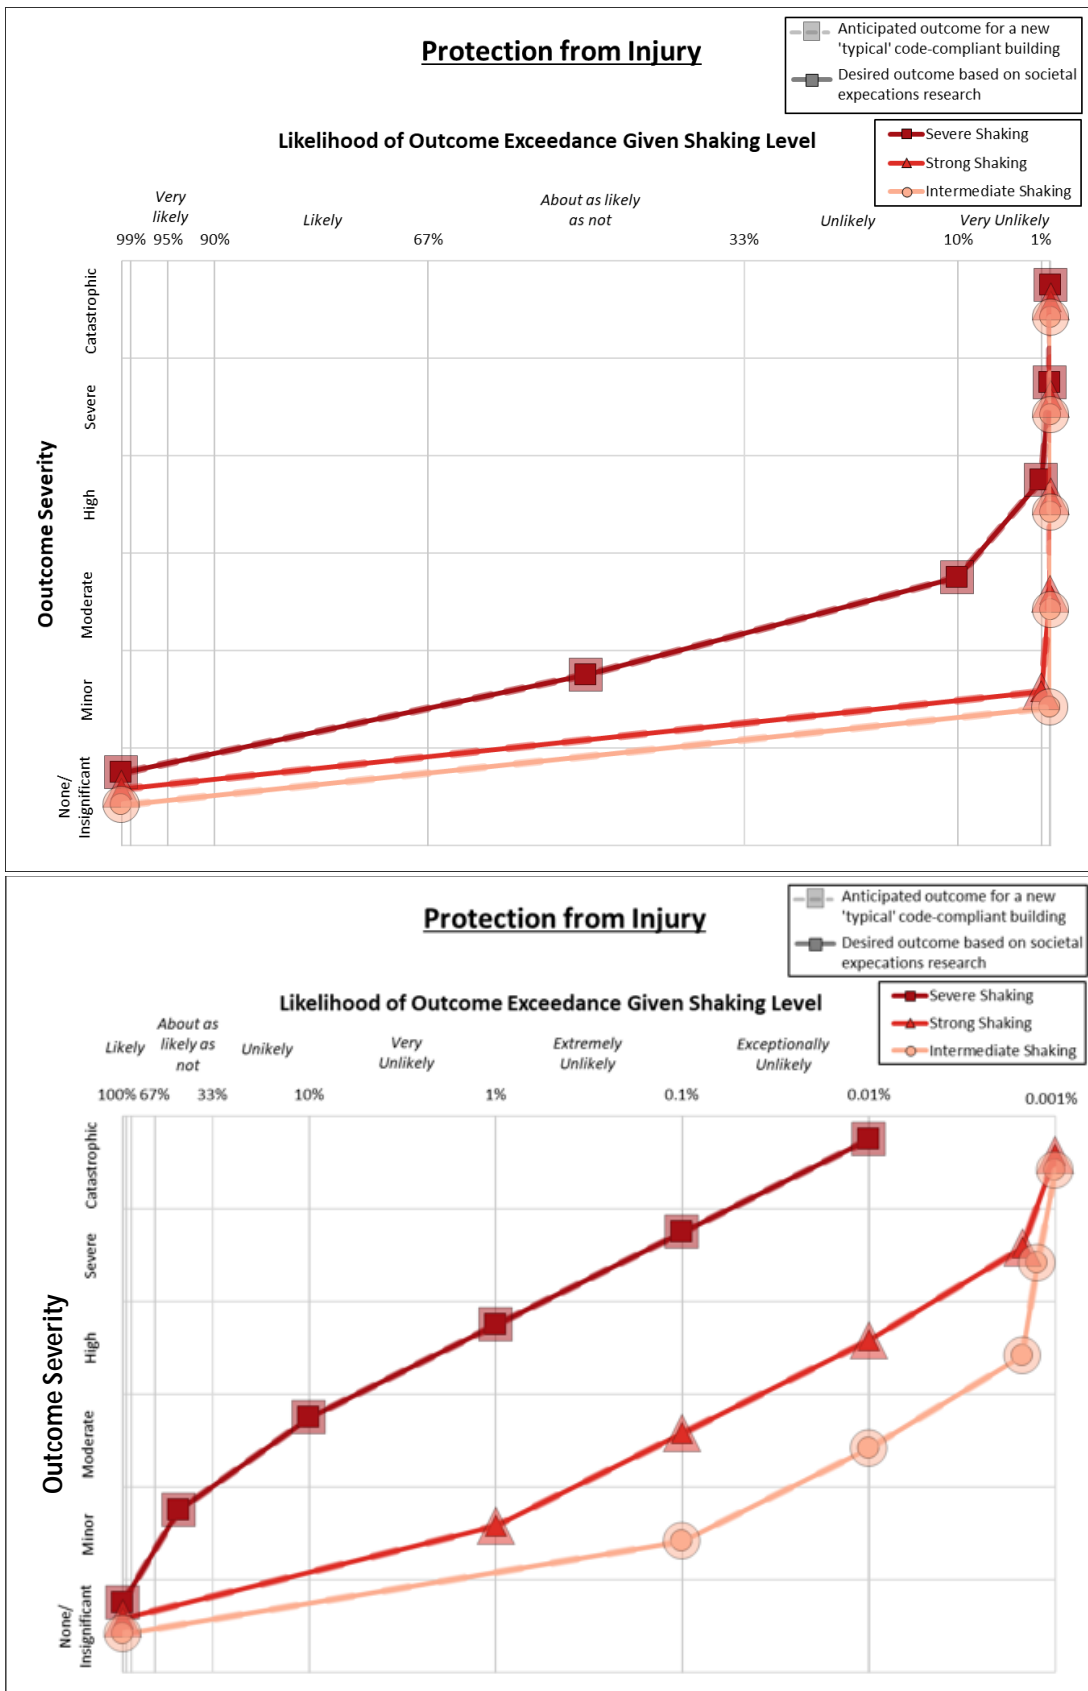 Protection from Injury
Anticipated outcome for a new
'typical' code-compliant building
Desired outcome based on societal
expecations research
Likelihood of Outcome Exceedance Given Shaking Level
Severe Shaking
Strong Shaking
Intermediate Shaking
Very
likely
Likely
About as likely
as not
Unlikely
Very Unlikely
99% 95% 90% 67% 33% 10% 1%
Ooutcome Severity
Catastrophic
Severe
High
Moderate
Minor
None/
Insignificant
Protection from Injury
Anticipated outcome for a new
'typical' code-compliant building
Desired outcome based on societal
expecations research
Likelihood of Outcome Exceedance Given Shaking Level
Severe Shaking
Strong Shaking
Intermediate Shaking
Likely
About as
likely as
not
Unikely
Very
Unlikely
Extremely
Unlikely
Exceptionally
Unlikely
100% 67% 33% 10% 1% 0.1% 0.01% 0.001%
Outcome Severity
Catastrophic
Severe
High
Moderate
Minor
None/
Insignificant